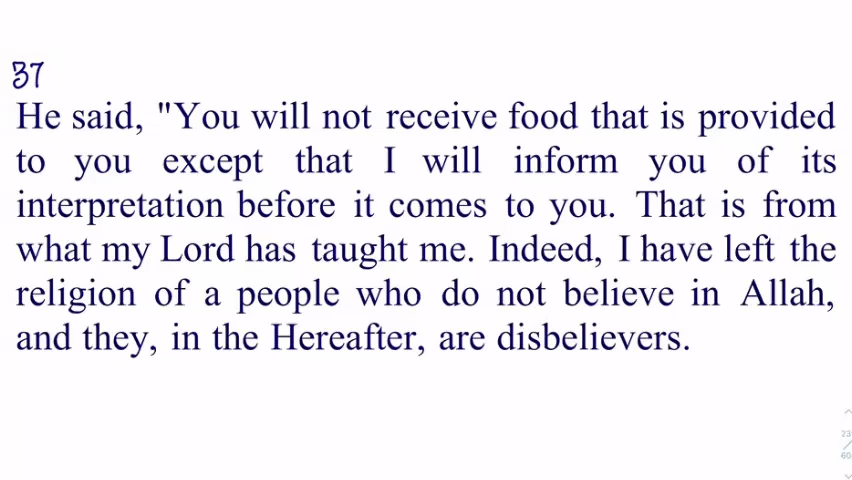 37
He said, "You will not receive food that is provided
to you except that I will inform you of its
interpretation before it comes to you. That is from
what my Lord has taught me. Indeed, I have left the
religion of a people who do not believe in Allah,
and they, in the Hereafter, are disbelievers.
23
60